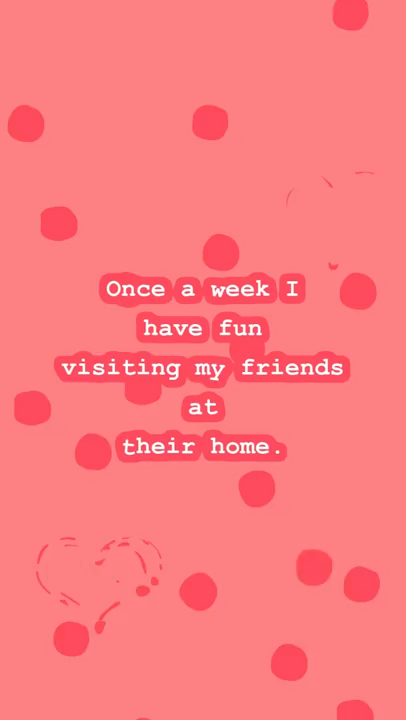 Once a week I
have fun
visiting my friends
at
their home.